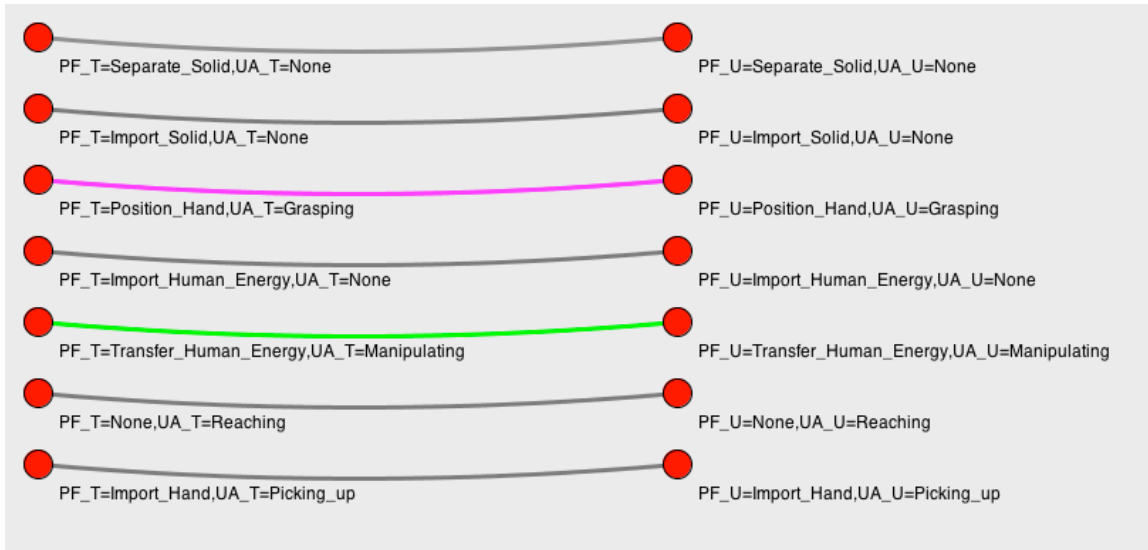 PF_T=Separate_Solid,UA_T=None
PF_U=Separate_Solid,UA_U=None
PF_T=Import_Solid,UA_T=None
PF_U=Import_Solid,UA_U=None
PF_T=Position_Hand,UA_T=Grasping
PF_U=Position_Hand,UA_U=Grasping
PF_T=Import_Human_Energy,UA_T=None
PF_U=Import_Human_Energy,UA_U=None
PF_T=Transfer_Human_Energy,UA_T=Manipulating
PF_U=Transfer_Human_Energy,UA_U=Manipulating
PF_T=None,UA_T=Reaching
PF_U=None,UA_U=Reaching
PF_T=Import_Hand,UA_T=Picking_up
PF_U=Import_Hand,UA_U=Picking_up